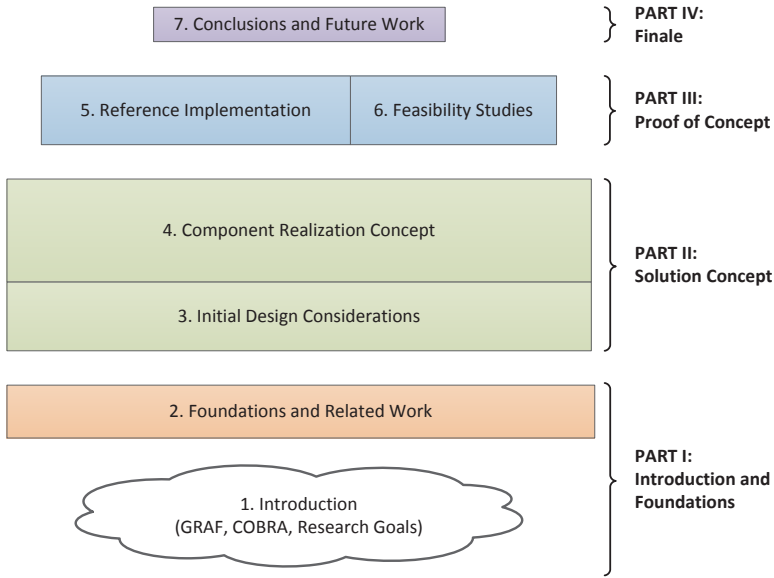 7. Conclusions and Future Work
PART IV:
Finale
5. Reference Implementation
6. Feasibility Studies
PART III:
Proof of Concept
4. Component Realization Concept
3. Initial Design Considerations
PART II:
Solution Concept
2. Foundations and Related Work
1. Introduction
(GRAF, COBRA, Research Goals)
PART I:
Introduction and
Foundations